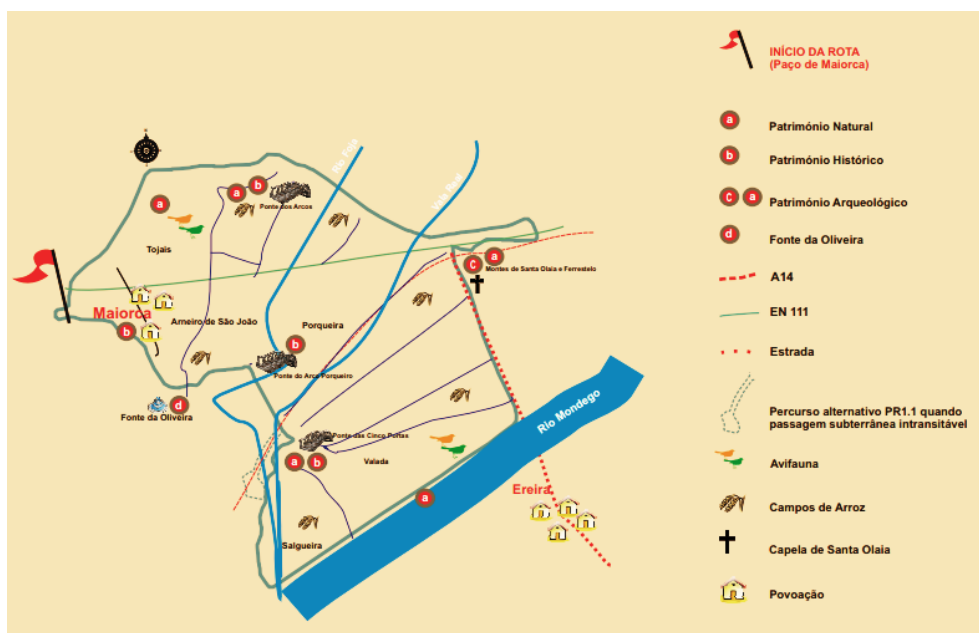 Rio Foja
Vala Real
a
a
b
Ponte dos Arcos
Tojais
C
a
Montes de Santa Olaia e Ferrestelo
Maiorca
b
Arneiro de São João
Porqueira
b
Ponte do Arco Porqueiro
Fonte da Oliveira
d
Ponte das Cinco Portas
a
b
Valada
Rio Mondego
a
Ereira
Salgueira
INÍCIO DA ROTA
(Paço de Maiorca)
a
Património Natural
b
Património Histórico
C a
Património Arqueológico
d
Fonte da Oliveira
A14
EN 111
Estrada
Percurso alternativo PR1.1 quando
passagem subterrânea intransitável
Avifauna
Campos de Arroz
Capela de Santa Olaia
Povoação